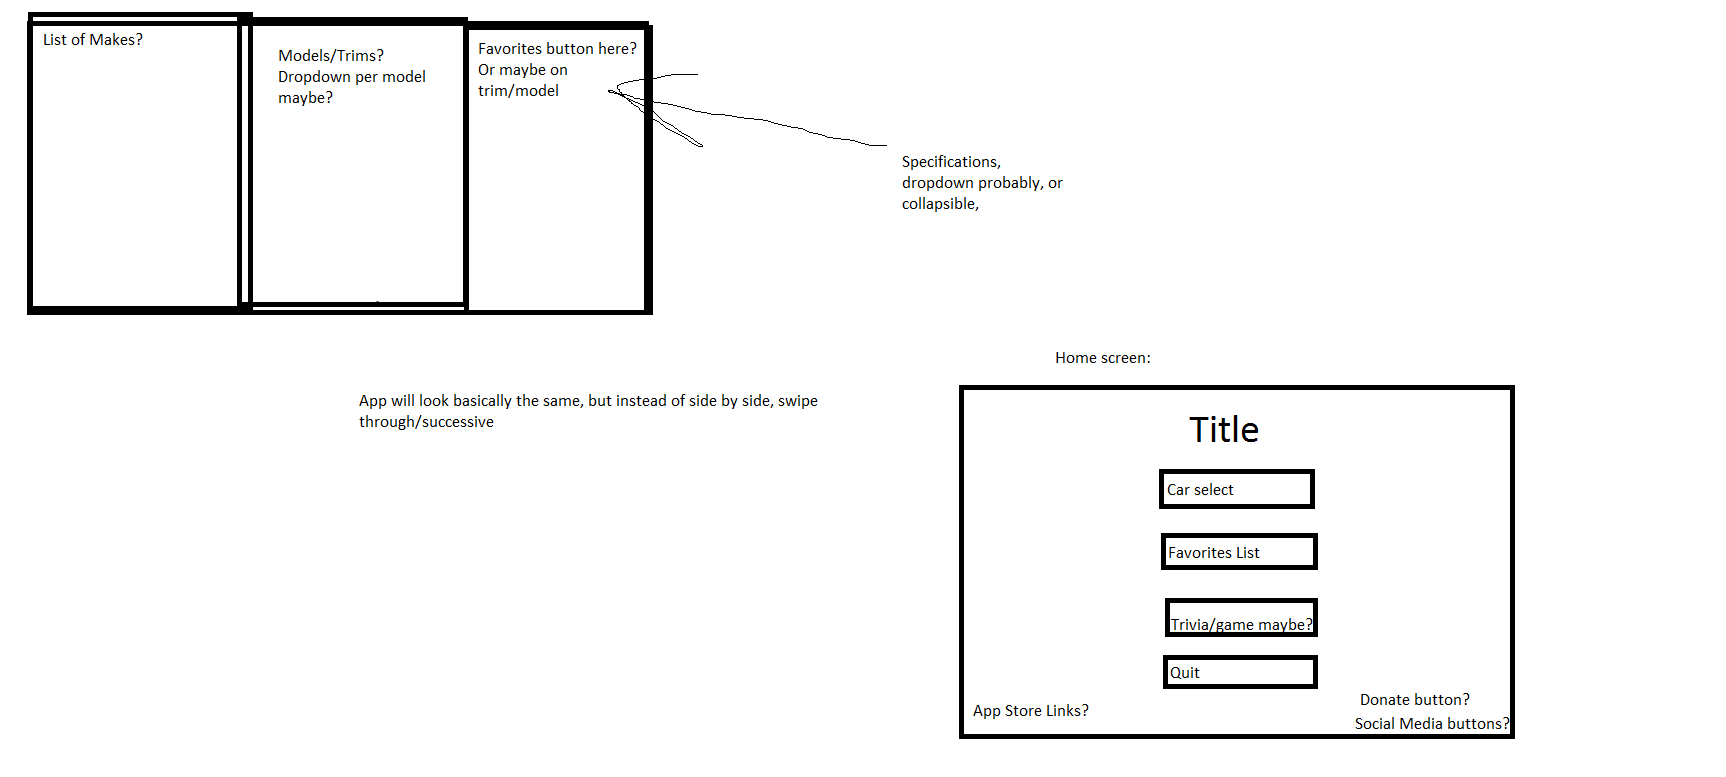 List of Makes?
Models/Trims?
Dropdown per model
maybe?
Favorites button here?
Or maybe on
trim/model
Specifications,
dropdown probably, or
collapsible,
App will look basically the same, but instead of side by side, swipe
through/successive
Home screen:
Title
Car select
Favorites List
Trivia/game maybe?
Quit
App Store Links?
Donate button?
Social Media buttons?